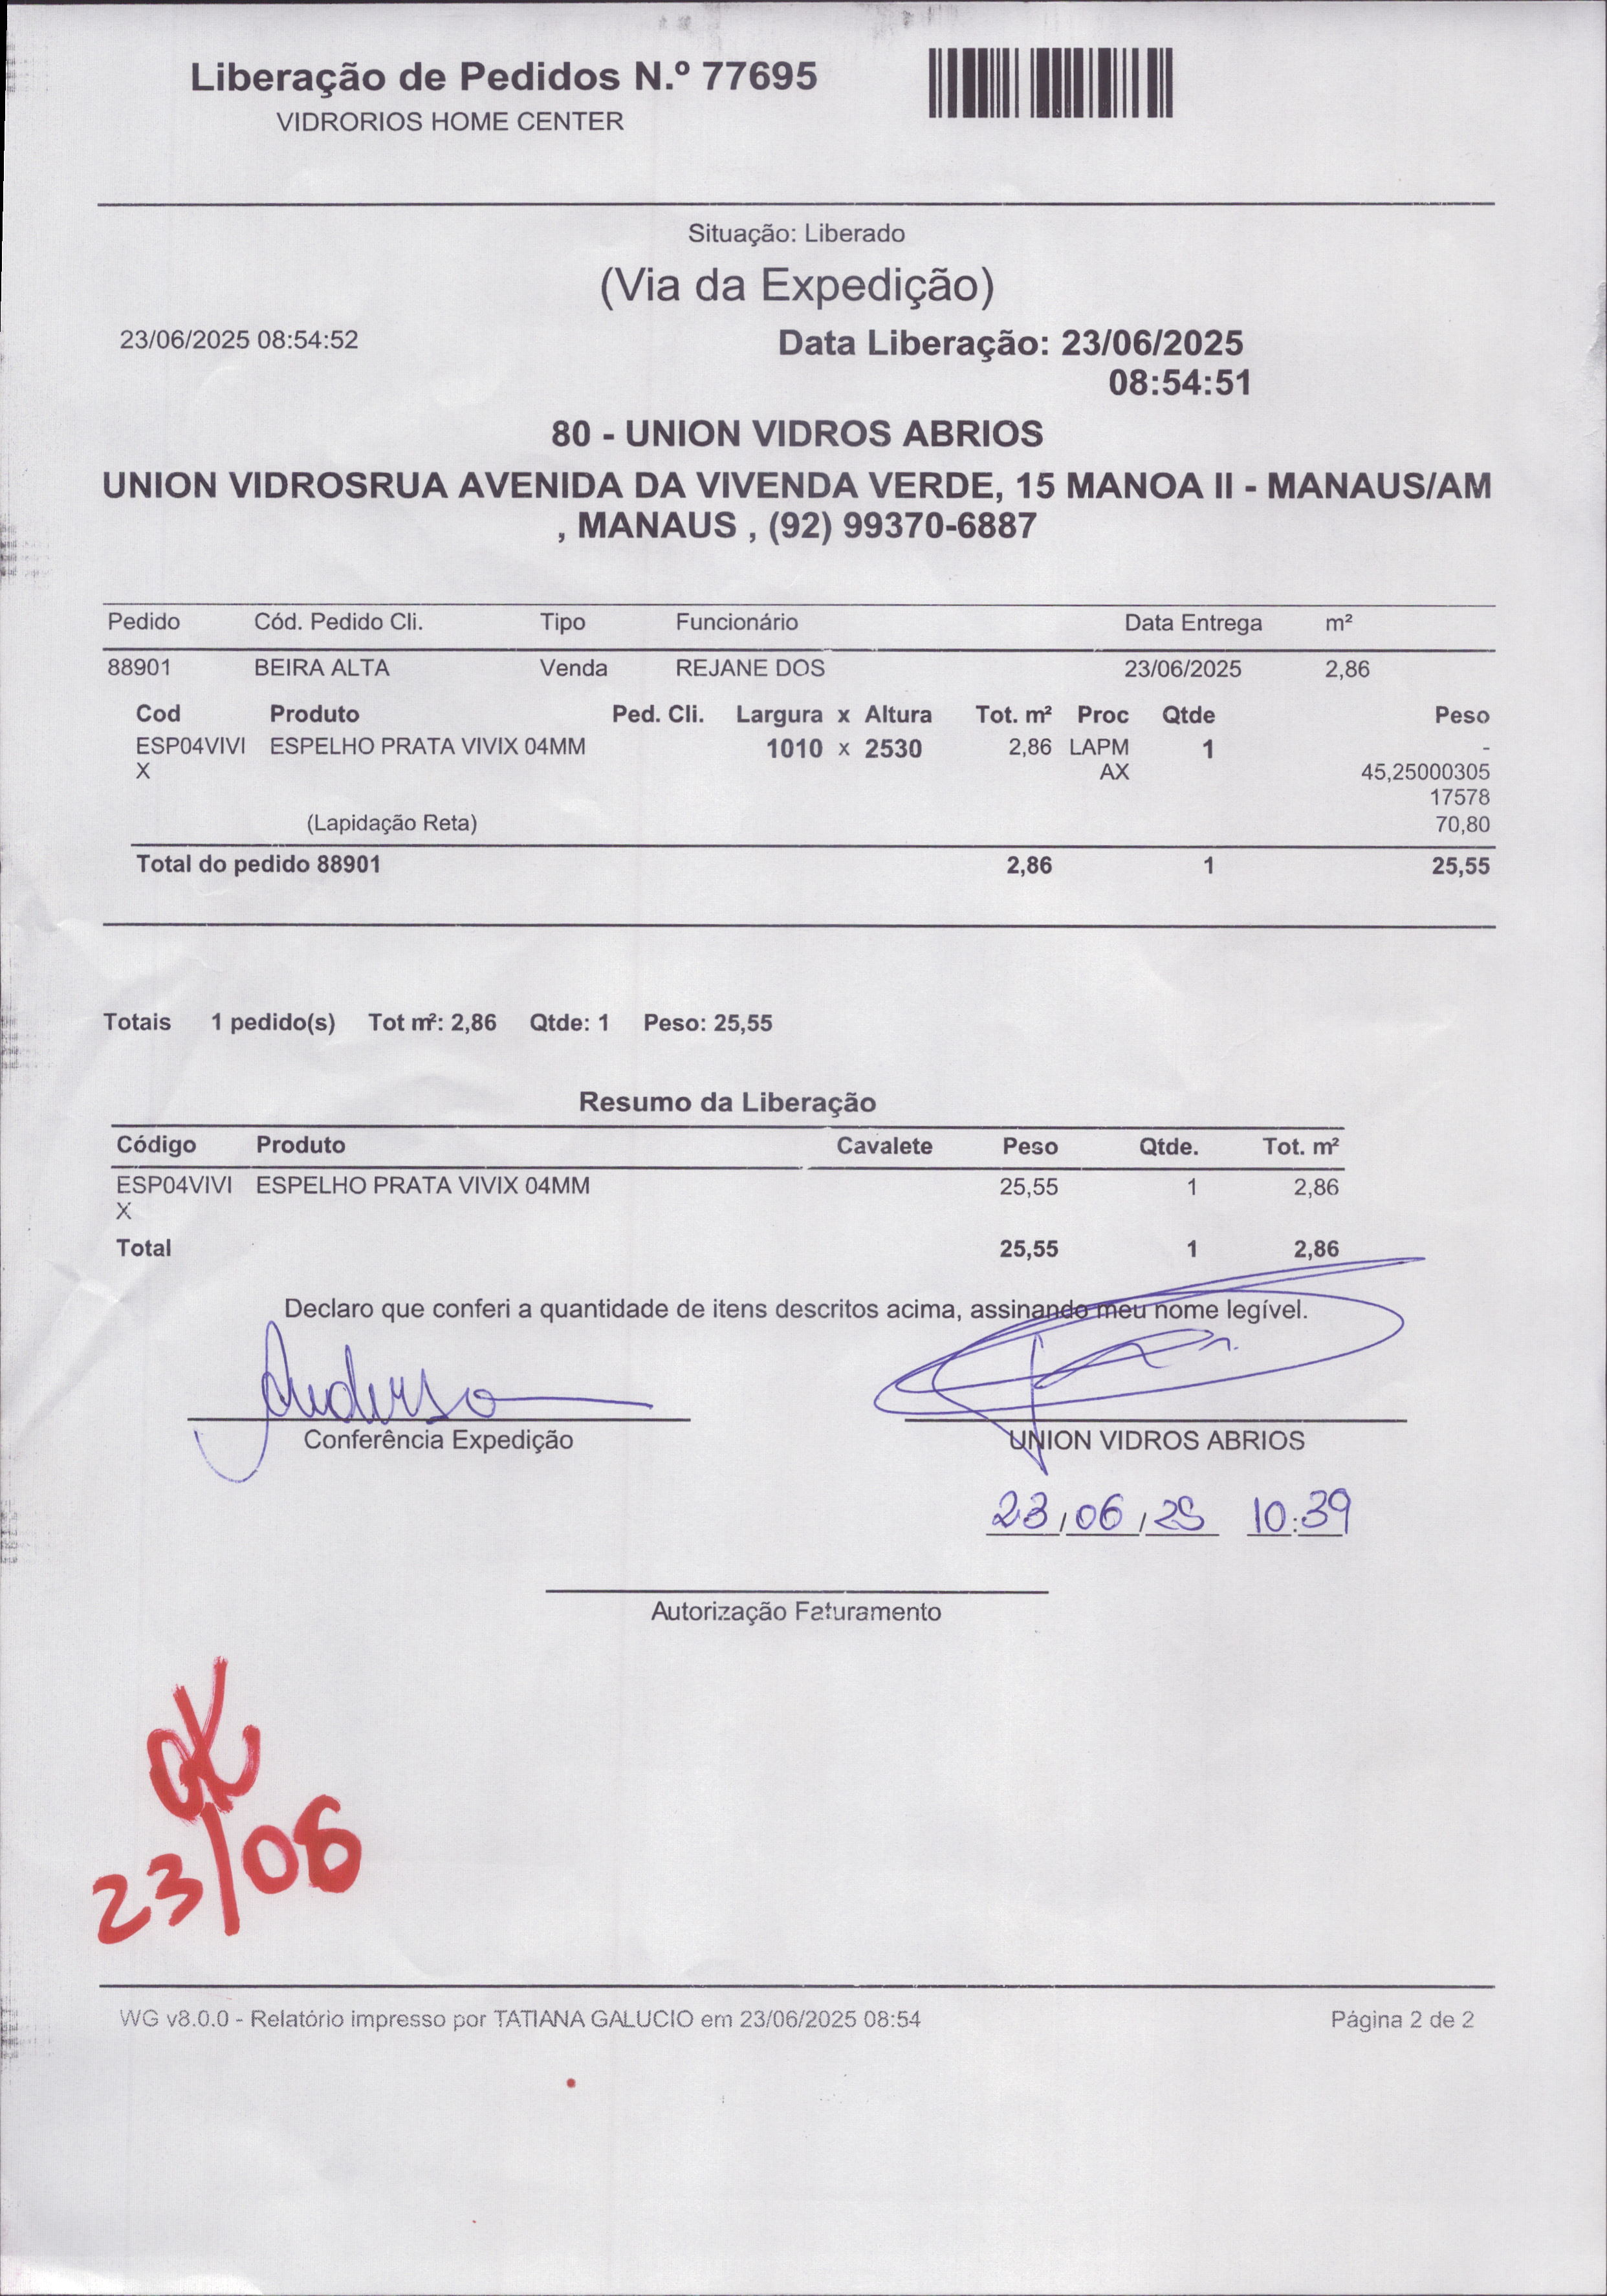 Liberação de Pedidos N.º 77695
VIDRORIOS HOME CENTER
Situação: Liberado
(Via da Expedição)
23/06/2025 08:54:52
Data Liberação: 23/06/2025
08:54:51
80 - UNION VIDROS ABRIOS
UNION VIDROSRUA AVENIDA DA VIVENDA VERDE, 15 MANOA II - MANAUS/AM
, MANAUS , (92) 99370-6887
Pedido Cód. Pedido Cli. Tipo Funcionário Data Entrega m²
88901 BEIRA ALTA Venda REJANE DOS 23/06/2025 2,86
Cod Produto Ped. Cli. Largura x Altura Tot. m² Proc Qtde Peso
ESP04VIVI ESPELHO PRATA VIVIX 04MM 1010 x 2530 2,86 LAPM 1 -
X AX 45,25000305
17578
(Lapidação Reta) 70,80
Total do pedido 88901 2,86 1 25,55
Totais 1 pedido(s) Tot m²: 2,86 Qtde: 1 Peso: 25,55
Resumo da Liberação
Código Produto Cavalete Peso Qtde. Tot. m²
ESP04VIVI ESPELHO PRATA VIVIX 04MM 25,55 1 2,86
X
Total 25,55 1 2,86
Declaro que conferi a quantidade de itens descritos acima, assinando meu nome legível.
Anderso
Conferência Expedição UNION VIDROS ABRIOS
23/06/25 10:39
Autorização Faturamento
OK
23/06
WG v8.0.0 - Relatório impresso por TATIANA GALUCIO em 23/06/2025 08:54 Página 2 de 2